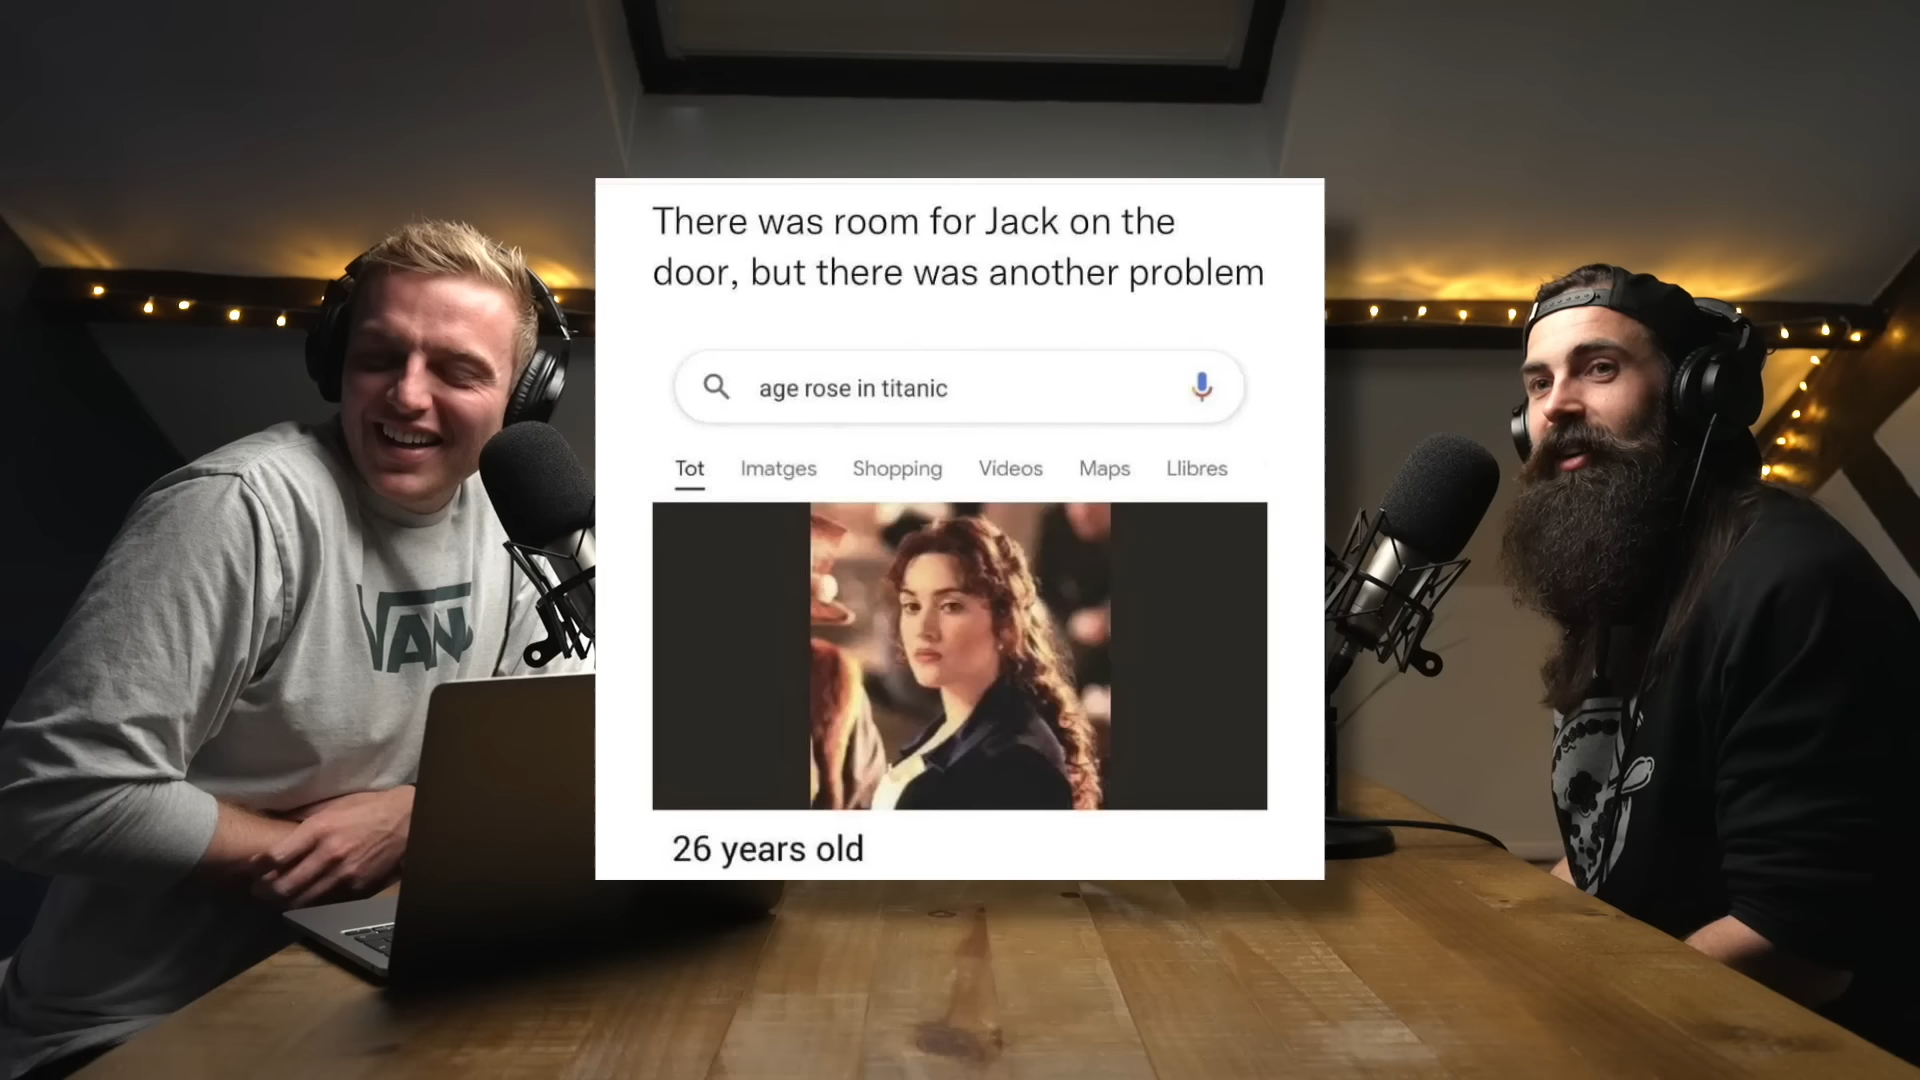 There was room for Jack on the
door, but there was another problem
age rose in titanic
Tot Imatges Shopping Videos Maps Llibres
26 years old
VANS